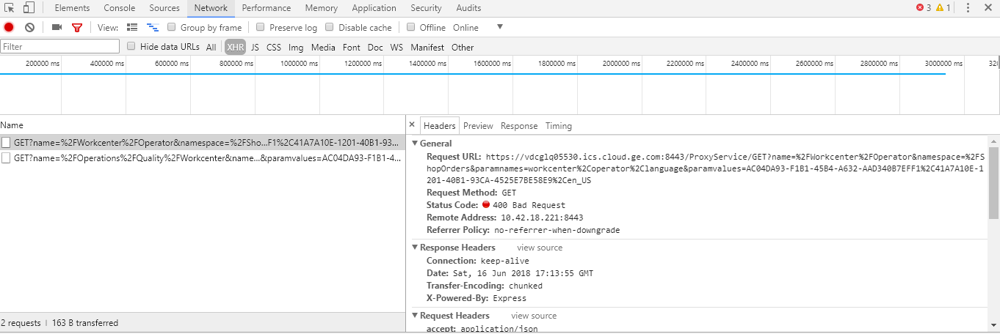 Elements Console Sources Network Performance Memory Application Security Audits 3 1
View: Group by frame Preserve log Disable cache Offline Online
Filter Hide data URLs All XHR JS CSS Img Media Font Doc WS Manifest Other
200000 ms 400000 ms 600000 ms 800000 ms 1000000 ms 1200000 ms 1400000 ms 1600000 ms 1800000 ms 2000000 ms 2200000 ms 2400000 ms 2600000 ms 2800000 ms 3000000 ms 320
Name
GET?name=%2FWorkcenter%2FOperator&namespace=%2FSho...F1%2C41A7A10E-1201-40B1-93...
GET?name=%2FOperations%2FQuality%2FWorkcenter&name...&paramvalues=AC04DA93-F1B1-4...
2 requests | 163 B transferred
Headers Preview Response Timing
General
Request URL: https://vdcglq05530.ics.cloud.ge.com:8443/ProxyService/GET?name=%2FWorkcenter%2FOperator&namespace=%2FS
hopOrders&paramnames=workcenter%2Coperator%2Clanguage&paramvalues=AC04DA93-F1B1-45B4-A632-AAD340B7EFF1%2C41A7A10E-1
201-40B1-93CA-4525E7BE58E9%2Cen_US
Request Method: GET
Status Code: 400 Bad Request
Remote Address: 10.42.18.221:8443
Referrer Policy: no-referrer-when-downgrade
Response Headers view source
Connection: keep-alive
Date: Sat, 16 Jun 2018 17:13:55 GMT
Transfer-Encoding: chunked
X-Powered-By: Express
Request Headers view source
accept: application/json